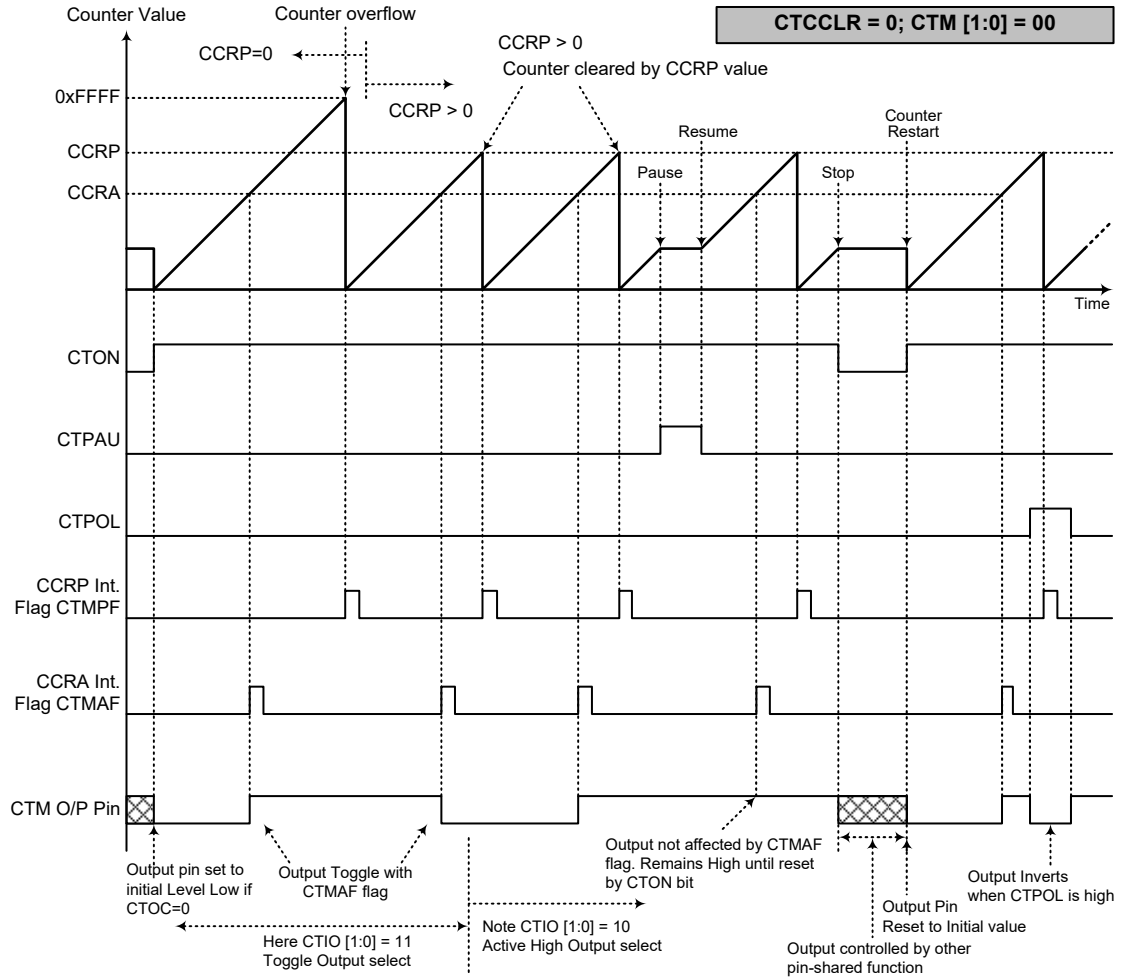 Counter Value
Counter overflow
CTCCLR = 0; CTM [1:0] = 00
CCRP=0
CCRP > 0
CCRP > 0
Counter cleared by CCRP value
0xFFFF
CCRP
CCRA
Pause
Resume
Stop
Counter
Restart
Time
CTON
CTPAU
CTPOL
CCRP Int.
Flag CTMPF
CCRA Int.
Flag CTMAF
CTM O/P Pin
Output pin set to
initial Level Low if
CTOC=0
Output Toggle with
CTMAF flag
Here CTIO [1:0] = 11
Toggle Output select
Note CTIO [1:0] = 10
Active High Output select
Output not affected by CTMAF
flag. Remains High until reset
by CTON bit
Output controlled by other
pin-shared function
Output Pin
Reset to Initial value
Output Inverts
when CTPOL is high